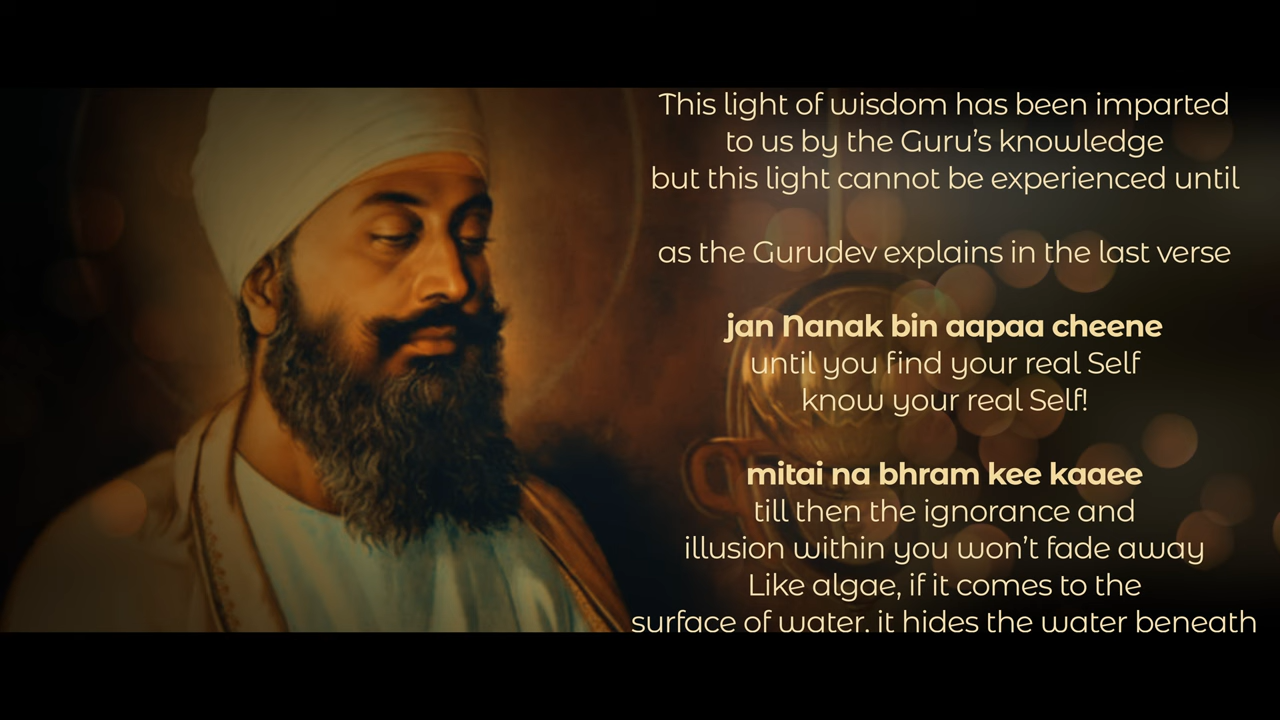 This light of wisdom has been imparted
to us by the Guru’s knowledge
but this light cannot be experienced until
as the Gurudev explains in the last verse
jan Nanak bin aapaa cheene
until you find your real Self
know your real Self!
mitai na bhram kee kaaee
till then the ignorance and
illusion within you won’t fade away
Like algae, if it comes to the
surface of water, it hides the water beneath